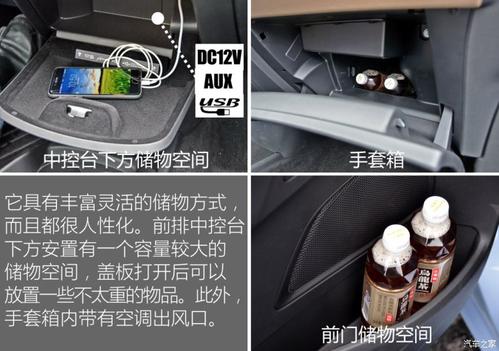 DC12V
AUX
USB
中控台下方储物空间
手套箱
它具有丰富灵活的储物方式，
而且都很人性化。前排中控台
下方安置有一个容量较大的
储物空间，盖板打开后可以
放置一些不太重的物品。此外，
手套箱内带有空调出风口。
烏龍茶
烏龍茶
前门储物空间
汽车之家